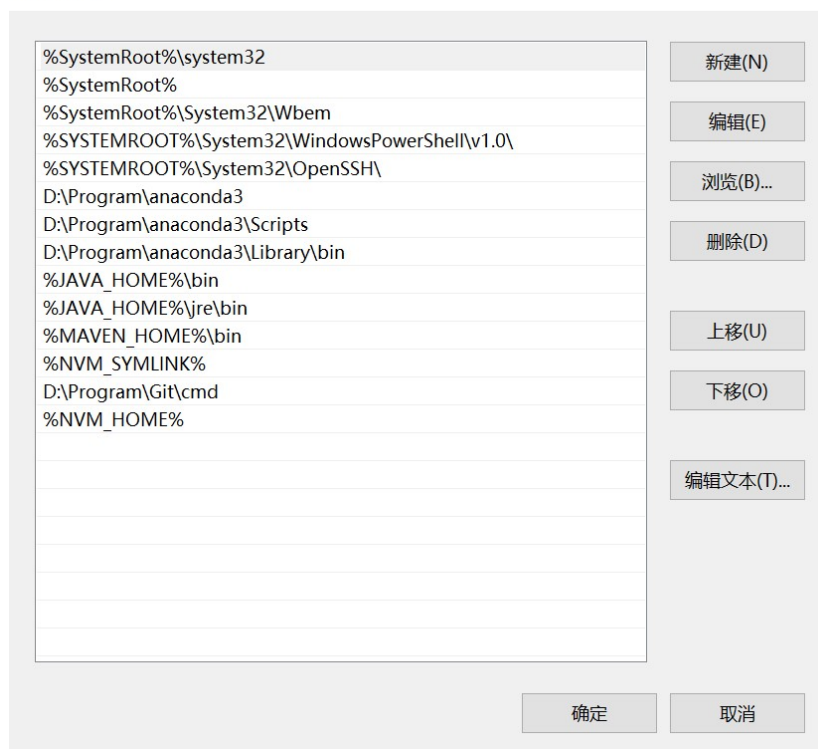 %SystemRoot%\system32
%SystemRoot%
%SystemRoot%\System32\Wbem
%SYSTEMROOT%\System32\WindowsPowerShell\v1.0\
%SYSTEMROOT%\System32\OpenSSH\
D:\Program\anaconda3
D:\Program\anaconda3\Scripts
D:\Program\anaconda3\Library\bin
%JAVA_HOME%\bin
%JAVA_HOME%\jre\bin
%MAVEN_HOME%\bin
%NVM_SYMLINK%
D:\Program\Git\cmd
%NVM_HOME%
新建(N)
编辑(E)
浏览(B)...
删除(D)
上移(U)
下移(O)
编辑文本(T)...
确定
取消